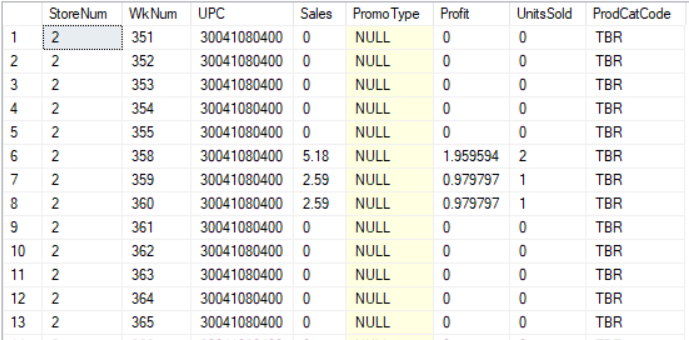 StoreNum WkNum UPC Sales PromoType Profit UnitsSold ProdCatCode
1 2 351 30041080400 0 NULL 0 0 TBR
2 2 352 30041080400 0 NULL 0 0 TBR
3 2 353 30041080400 0 NULL 0 0 TBR
4 2 354 30041080400 0 NULL 0 0 TBR
5 2 355 30041080400 0 NULL 0 0 TBR
6 2 358 30041080400 5.18 NULL 1.959594 2 TBR
7 2 359 30041080400 2.59 NULL 0.979797 1 TBR
8 2 360 30041080400 2.59 NULL 0.979797 1 TBR
9 2 361 30041080400 0 NULL 0 0 TBR
10 2 362 30041080400 0 NULL 0 0 TBR
11 2 363 30041080400 0 NULL 0 0 TBR
12 2 364 30041080400 0 NULL 0 0 TBR
13 2 365 30041080400 0 NULL 0 0 TBR